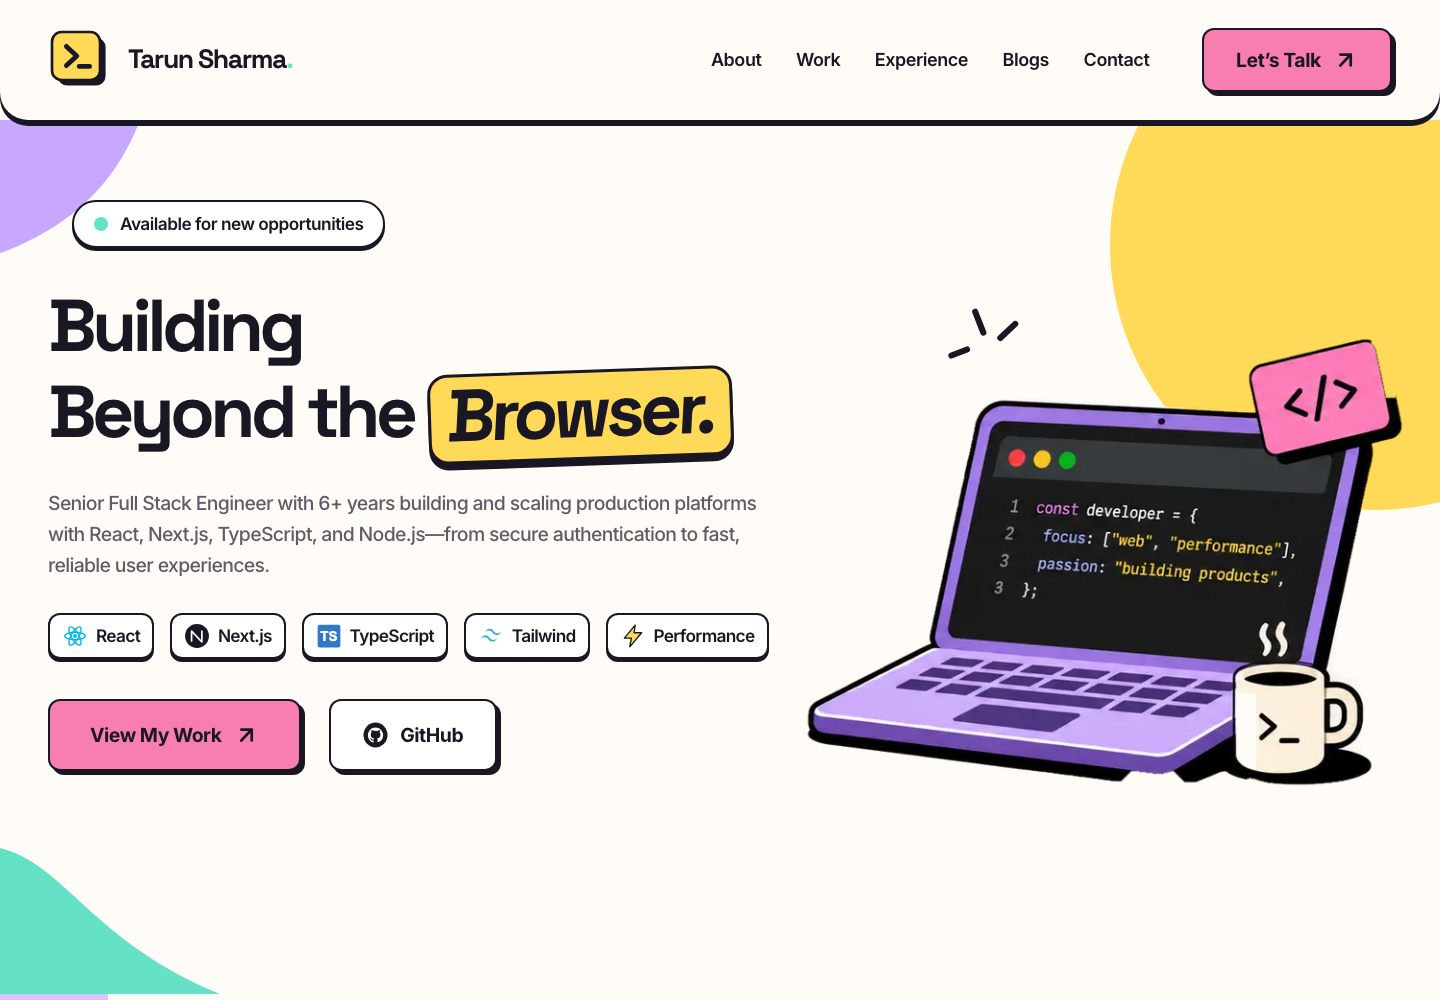 Tarun Sharma.
About
Work
Experience
Blogs
Contact
Let’s Talk
Available for new opportunities
Building
Beyond the Browser.
Senior Full Stack Engineer with 6+ years building and scaling production platforms
with React, Next.js, TypeScript, and Node.js—from secure authentication to fast,
reliable user experiences.
React
Next.js
TypeScript
Tailwind
Performance
View My Work
GitHub
</>
1 const developer = {
2 focus: ["web", "performance"],
3 passion: "building products",
3 };
>_